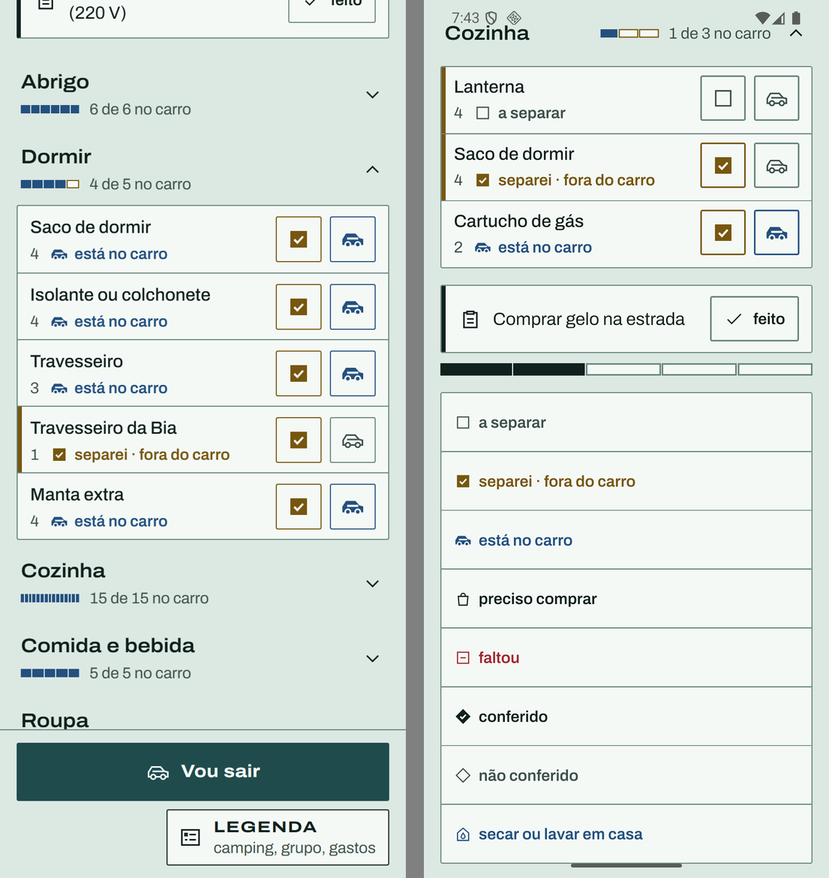 (220 V)
feito
Abrigo
6 de 6 no carro
Dormir
4 de 5 no carro
Saco de dormir
4 está no carro
Isolante ou colchonete
4 está no carro
Travesseiro
3 está no carro
Travesseiro da Bia
1 separei · fora do carro
Manta extra
4 está no carro
Cozinha
15 de 15 no carro
Comida e bebida
5 de 5 no carro
Roupa
Vou sair
LEGENDA
camping, grupo, gastos
7:43
Cozinha
1 de 3 no carro
Lanterna
4 a separar
Saco de dormir
4 separei · fora do carro
Cartucho de gás
2 está no carro
Comprar gelo na estrada
feito
a separar
separei · fora do carro
está no carro
preciso comprar
faltou
conferido
não conferido
secar ou lavar em casa